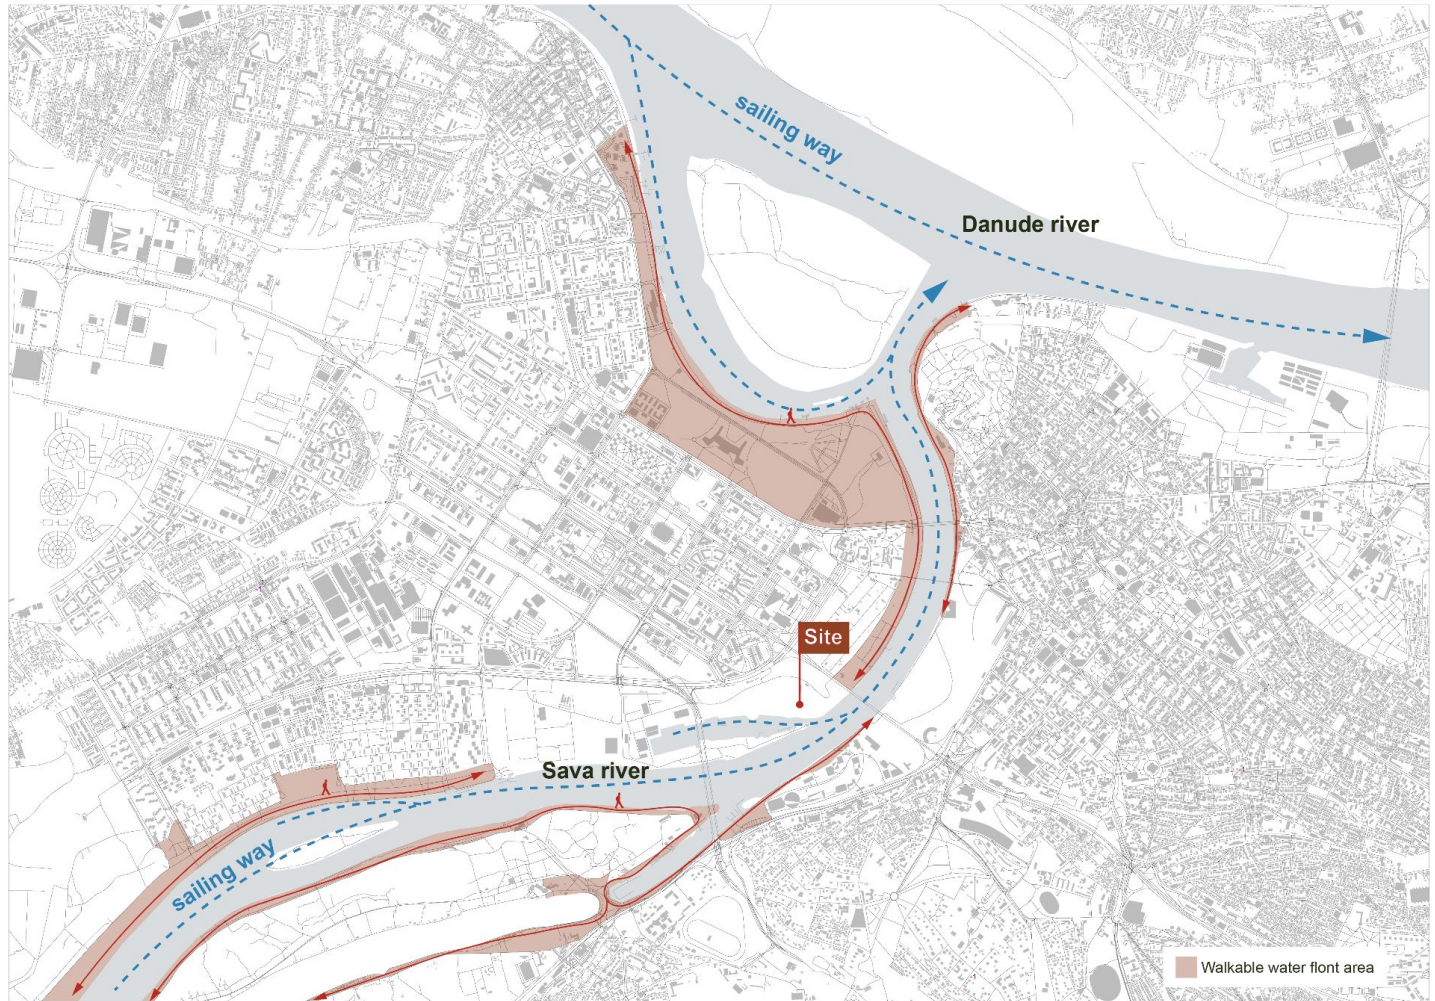 sailing way
Danude river
Site
Sava river
sailing way
Walkable water flont area